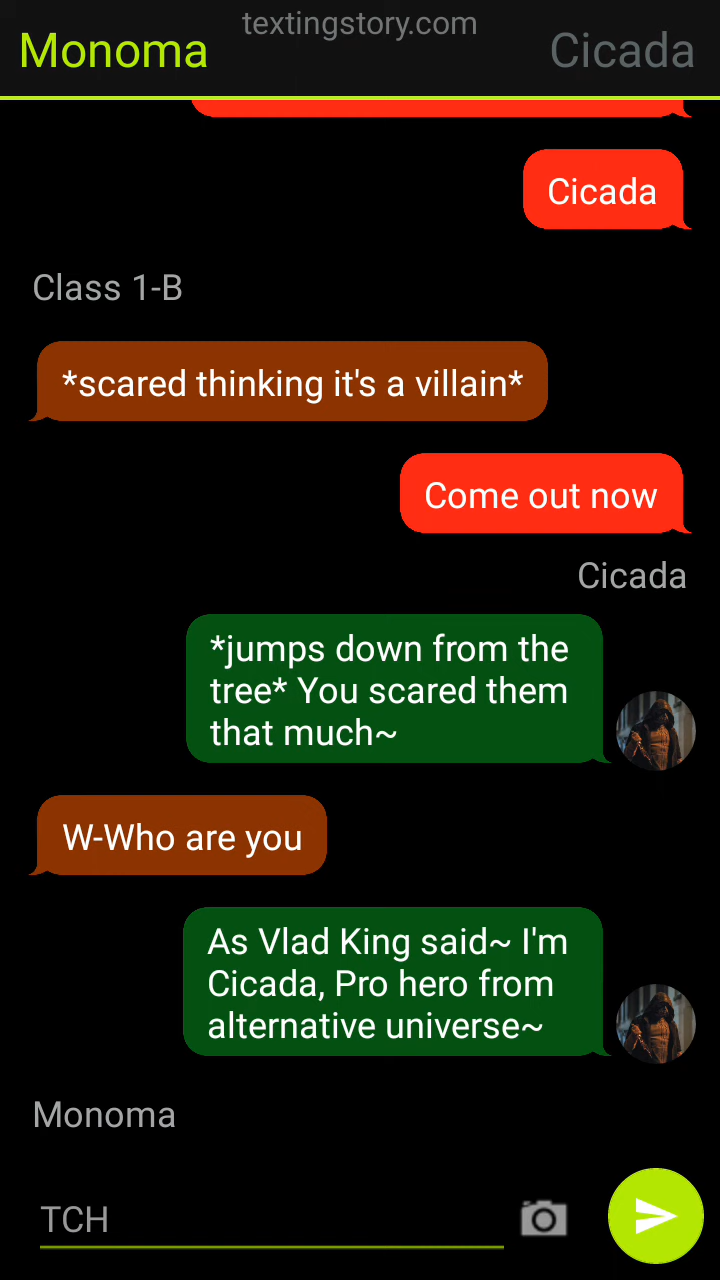 textingstory.com
Monoma
Cicada
Cicada
Class 1-B
*scared thinking it's a villain*
Come out now
Cicada
*jumps down from the
tree* You scared them
that much~
W-Who are you
As Vlad King said~ I'm
Cicada, Pro hero from
alternative universe~
Monoma
TCH